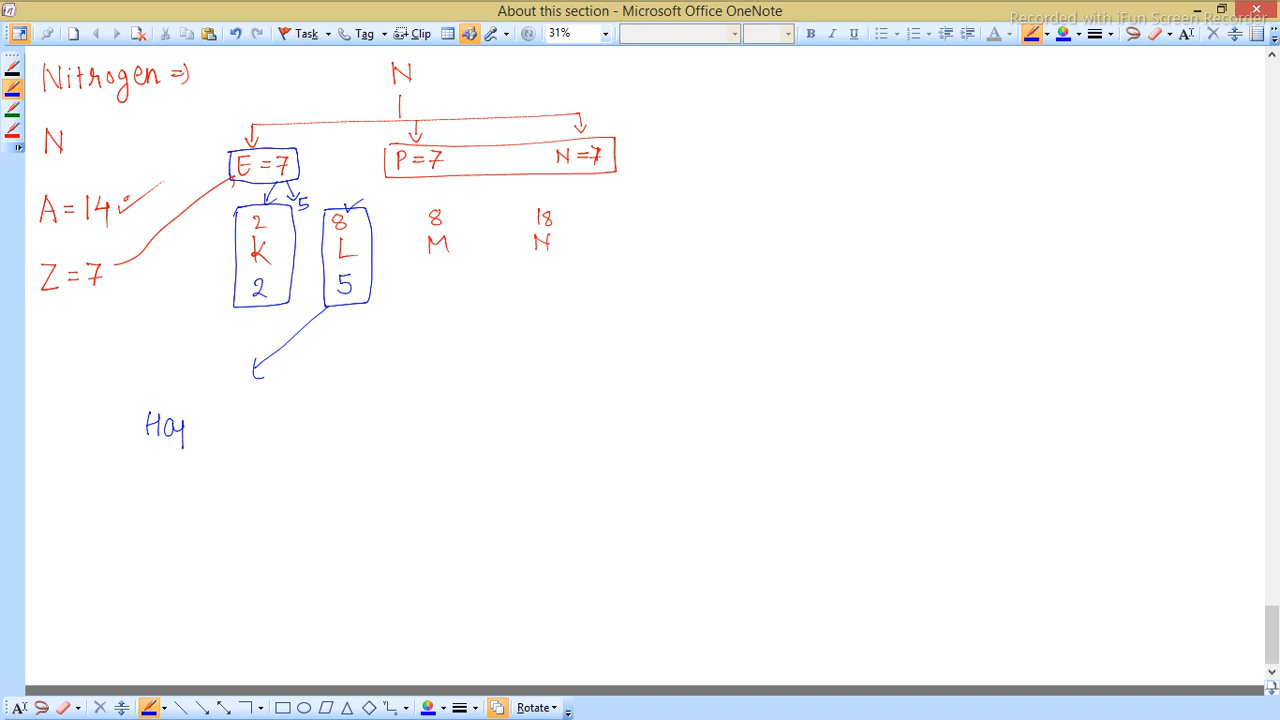 About this section - Microsoft Office OneNote
Recorded with iFun Screen Recorder
Task Tag Clip 31% B I U A
Nitrogen ⇒ N
N
E = 7 P = 7 N = 7
A = 14
5
2 8 8 18
K L M N
Z = 7
2 5
Rotate